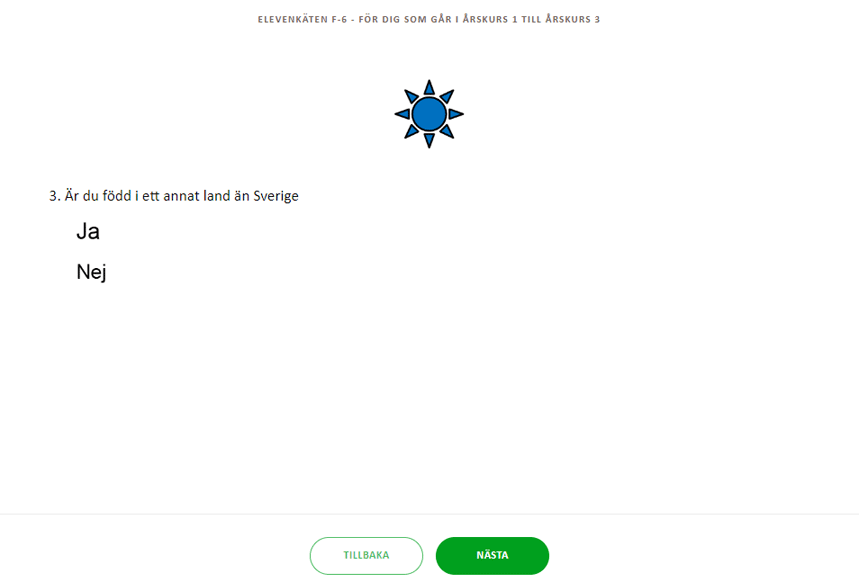 ELEVENKÄTEN F-6 - FÖR DIG SOM GÅR I ÅRSKURS 1 TILL ÅRSKURS 3
3. Är du född i ett annat land än Sverige
Ja
Nej
TILLBAKA
NÄSTA